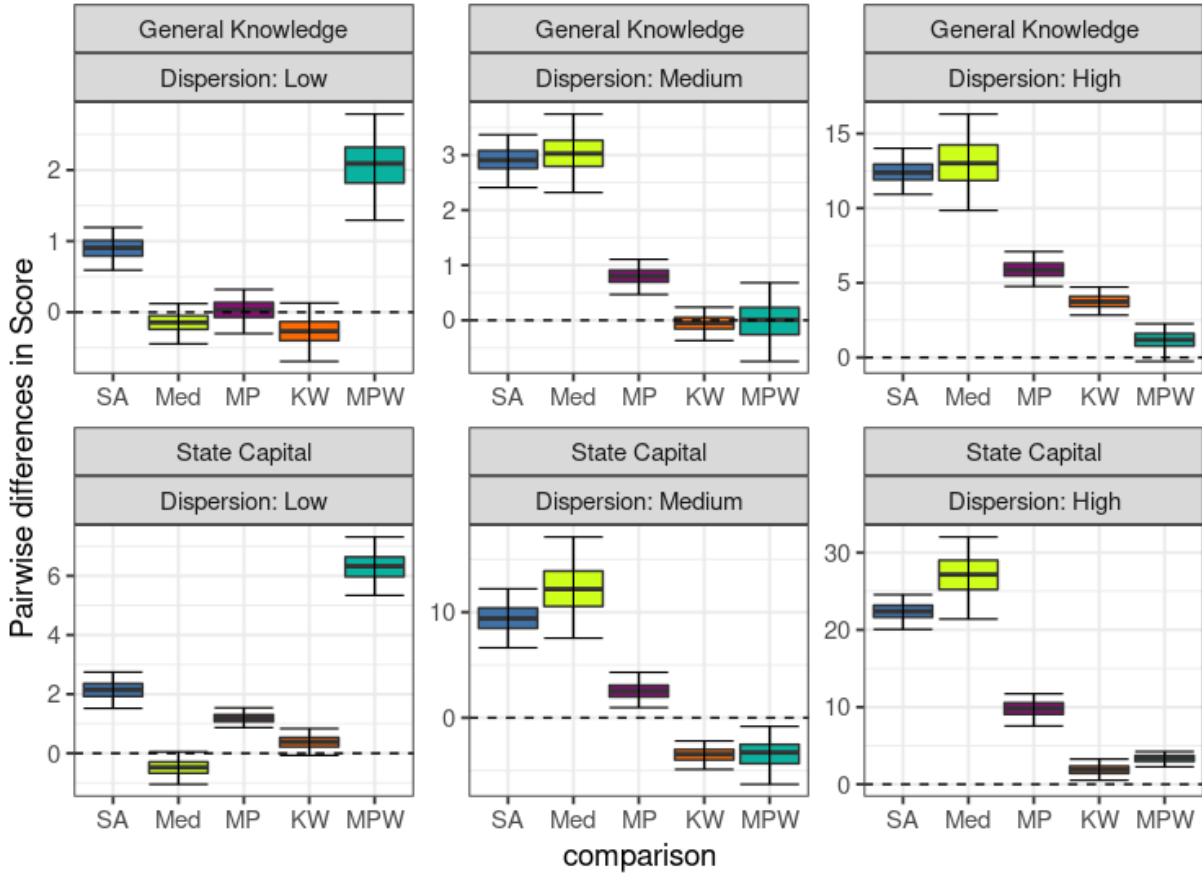 Pairwise differences in Score
General Knowledge
Dispersion: Low
2
1
0
SA Med MP KW MPW
General Knowledge
Dispersion: Medium
3
2
1
0
SA Med MP KW MPW
General Knowledge
Dispersion: High
15
10
5
0
SA Med MP KW MPW
State Capital
Dispersion: Low
6
4
2
0
SA Med MP KW MPW
State Capital
Dispersion: Medium
10
0
SA Med MP KW MPW
State Capital
Dispersion: High
30
20
10
0
SA Med MP KW MPW
comparison